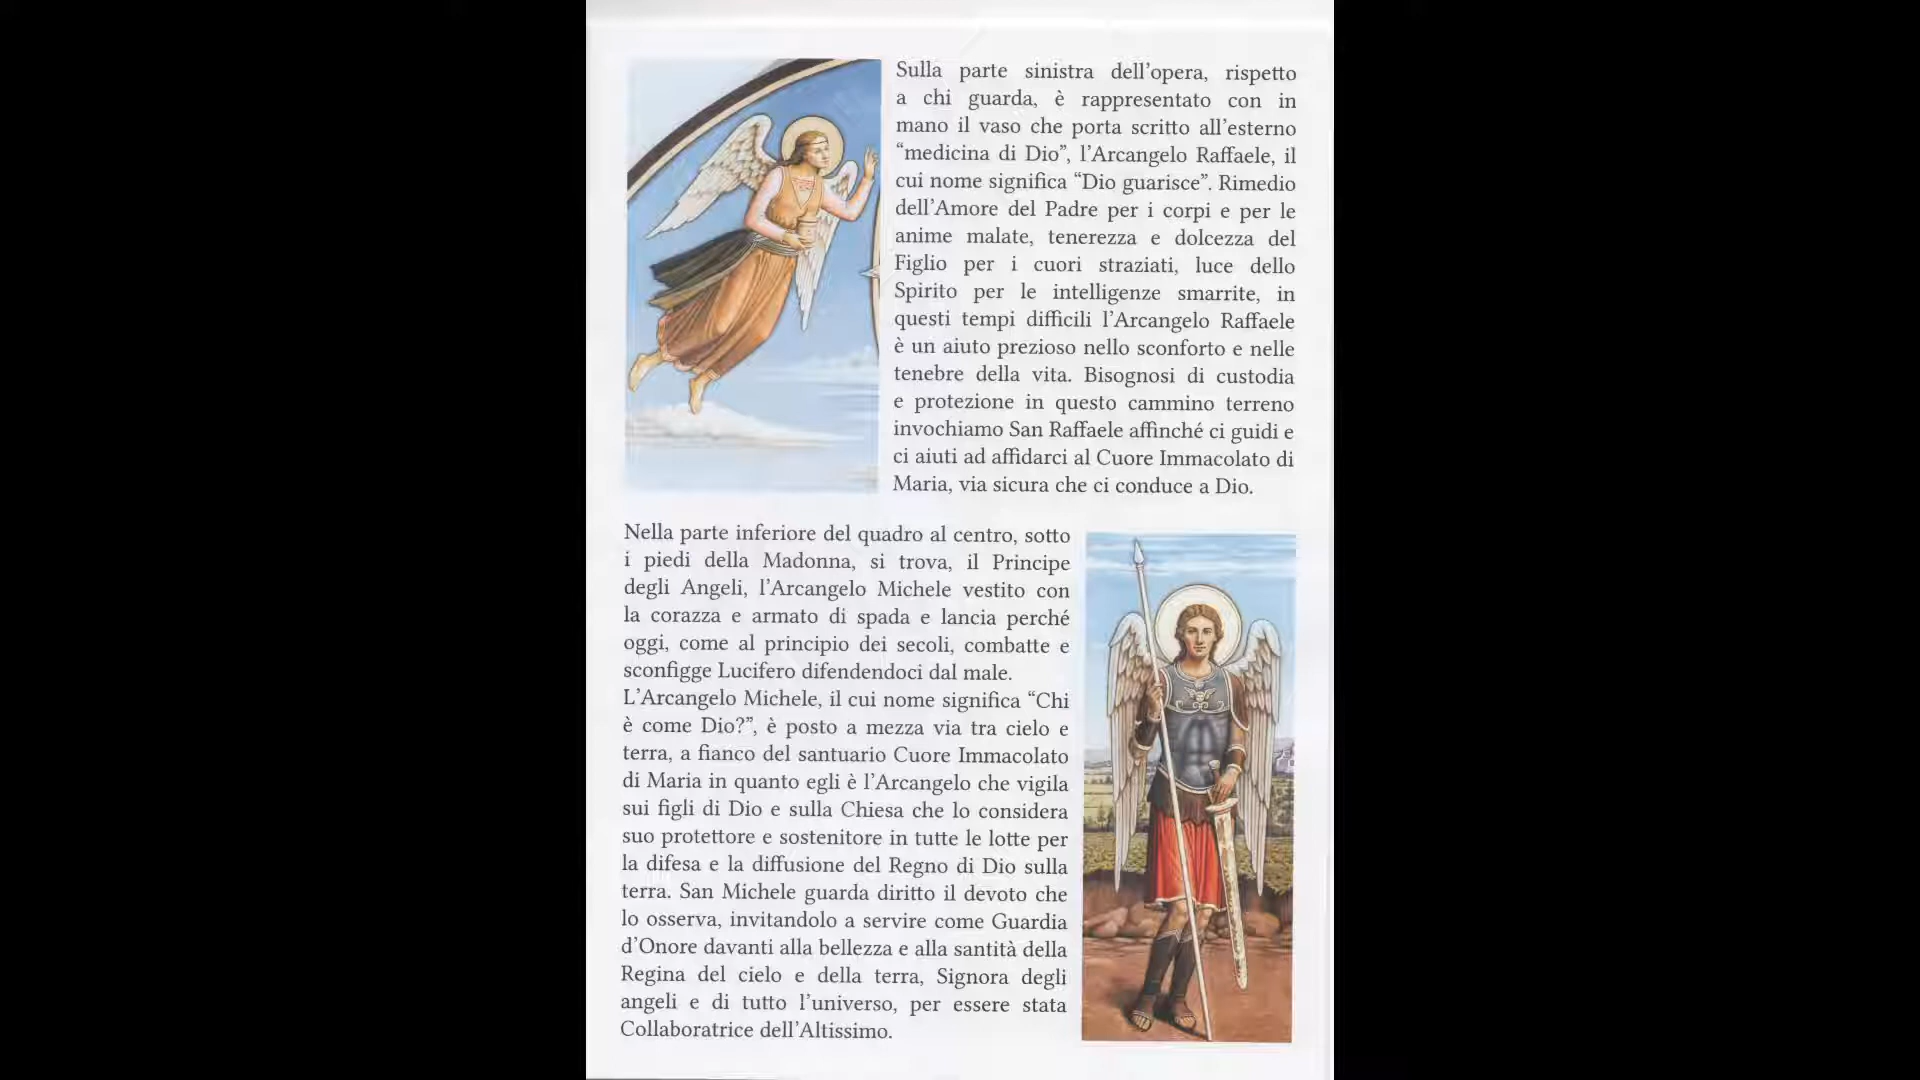 Sulla parte sinistra dell’opera, rispetto
a chi guarda, è rappresentato con in
mano il vaso che porta scritto all’esterno
“medicina di Dio”, l’Arcangelo Raffaele, il
cui nome significa “Dio guarisce”. Rimedio
dell’Amore del Padre per i corpi e per le
anime malate, tenerezza e dolcezza del
Figlio per i cuori straziati, luce dello
Spirito per le intelligenze smarrite, in
questi tempi difficili l’Arcangelo Raffaele
è un aiuto prezioso nello sconforto e nelle
tenebre della vita. Bisognosi di custodia
e protezione in questo cammino terreno
invochiamo San Raffaele affinché ci guidi e
ci aiuti ad affidarci al Cuore Immacolato di
Maria, via sicura che ci conduce a Dio.
Nella parte inferiore del quadro al centro, sotto
i piedi della Madonna, si trova, il Principe
degli Angeli, l’Arcangelo Michele vestito con
la corazza e armato di spada e lancia perché
oggi, come al principio dei secoli, combatte e
sconfigge Lucifero difendendoci dal male.
L’Arcangelo Michele, il cui nome significa “Chi
è come Dio?”, è posto a mezza via tra cielo e
terra, a fianco del santuario Cuore Immacolato
di Maria in quanto egli è l’Arcangelo che vigila
sui figli di Dio e sulla Chiesa che lo considera
suo protettore e sostenitore in tutte le lotte per
la difesa e la diffusione del Regno di Dio sulla
terra. San Michele guarda diritto il devoto che
lo osserva, invitandolo a servire come Guardia
d’Onore davanti alla bellezza e alla santità della
Regina del cielo e della terra, Signora degli
angeli e di tutto l’universo, per essere stata
Collaboratrice dell’Altissimo.